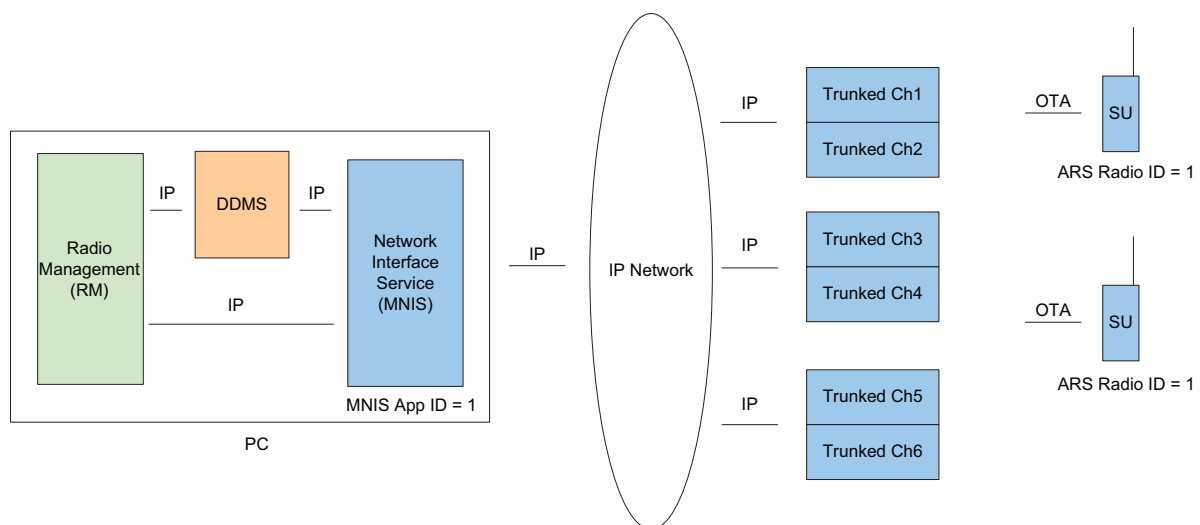 Radio
Management
(RM)
IP
DDMS
IP
IP
Network
Interface
Service
(MNIS)
MNIS App ID = 1
PC
IP
IP Network
IP
Trunked Ch1
Trunked Ch2
IP
Trunked Ch3
Trunked Ch4
IP
Trunked Ch5
Trunked Ch6
OTA
SU
ARS Radio ID = 1
OTA
SU
ARS Radio ID = 1